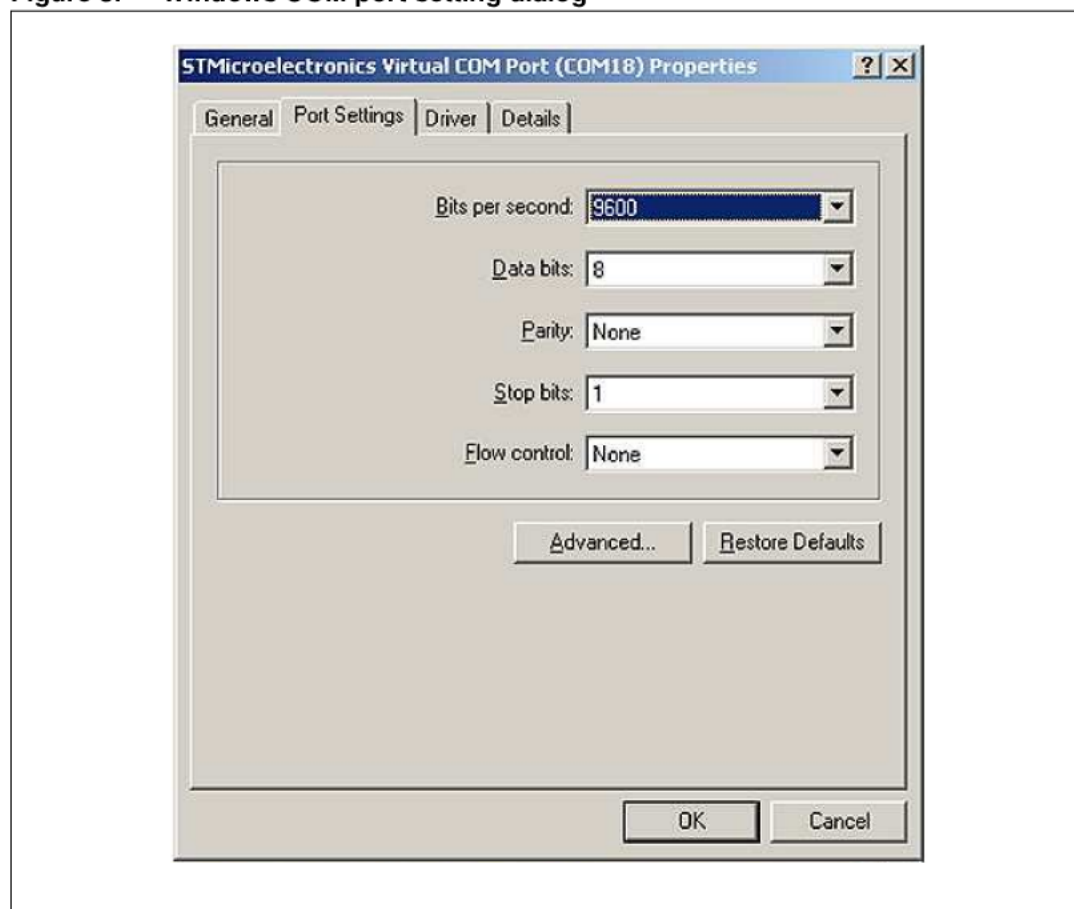 STMicroelectronics Virtual COM Port (COM18) Properties
General Port Settings Driver Details
Bits per second: 9600
Data bits: 8
Parity: None
Stop bits: 1
Flow control: None
Advanced... Restore Defaults
OK Cancel